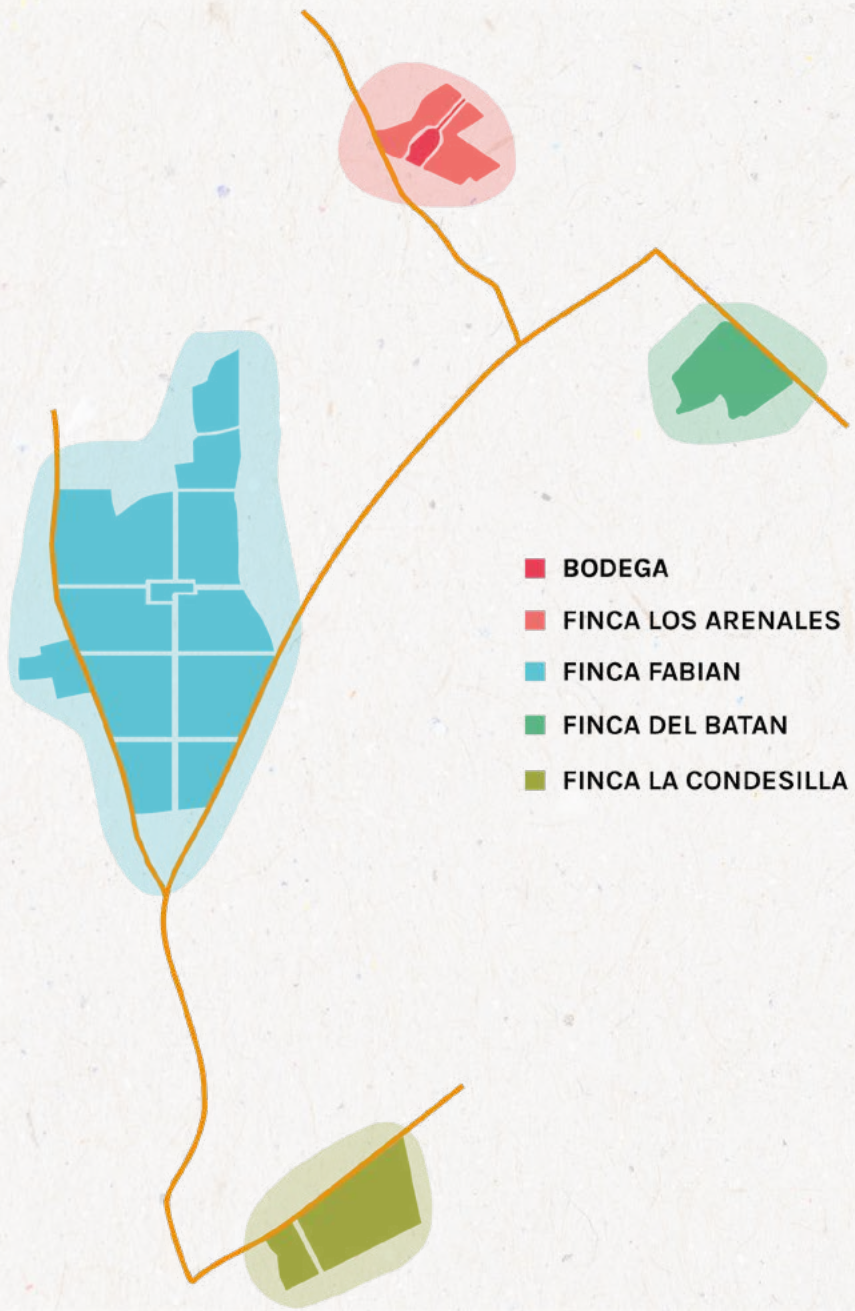 BODEGA
FINCA LOS ARENALES
FINCA FABIAN
FINCA DEL BATAN
FINCA LA CONDESILLA